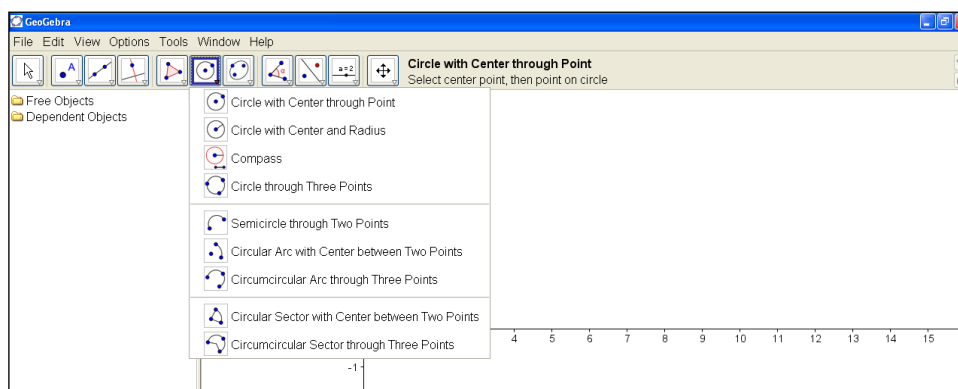 GeoGebra
File Edit View Options Tools Window Help
A
α
a=2
Circle with Center through Point
Select center point, then point on circle
Free Objects
Dependent Objects
Circle with Center through Point
Circle with Center and Radius
Compass
Circle through Three Points
Semicircle through Two Points
Circular Arc with Center between Two Points
Circumcircular Arc through Three Points
Circular Sector with Center between Two Points
Circumcircular Sector through Three Points
4 5 6 7 8 9 10 11 12 13 14 15
-1